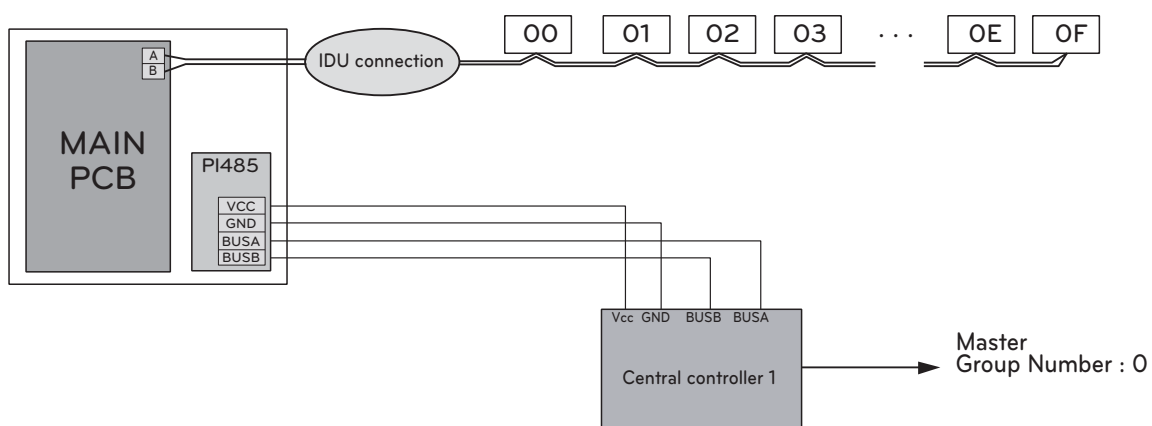 00 01 02 03 ... 0E 0F
A
B
IDU connection
MAIN
PCB
PI485
VCC
GND
BUSA
BUSB
Vcc GND BUSB BUSA
Central controller 1
Master
Group Number : 0